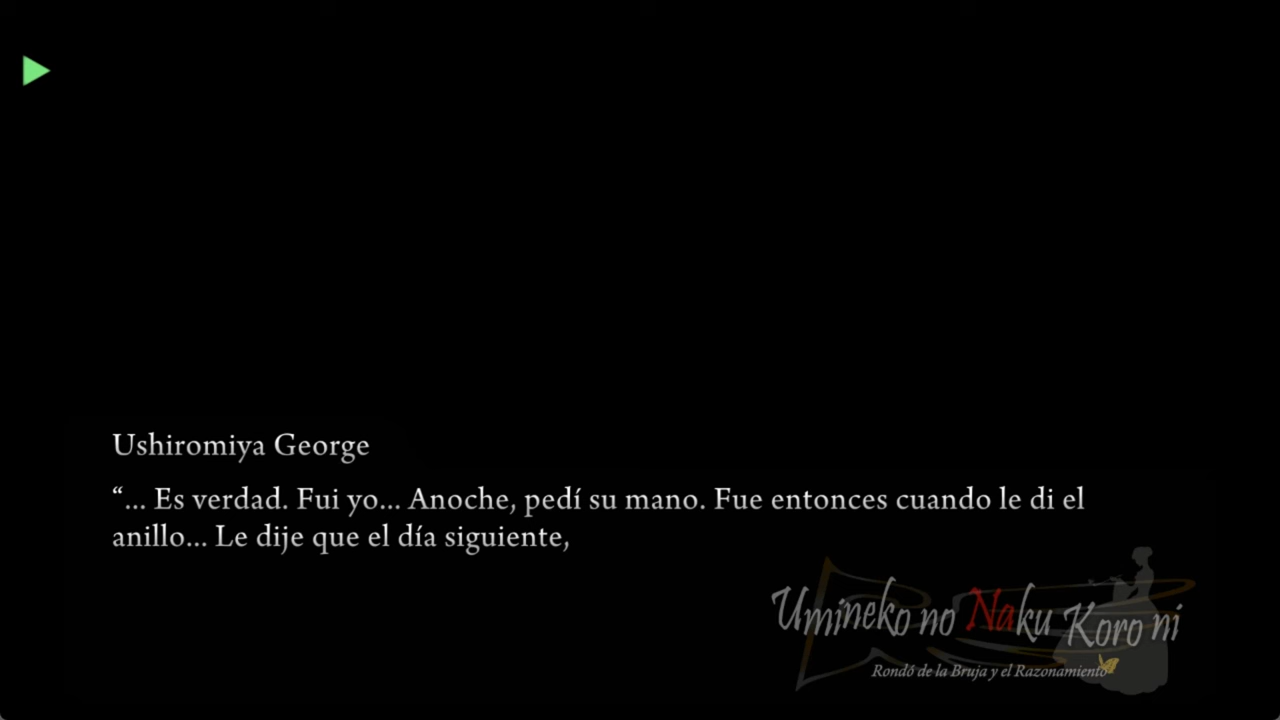 Ushiromiya George
“... Es verdad. Fui yo... Anoche, pedí su mano. Fue entonces cuando le di el
anillo... Le dije que el día siguiente,
Umineko no Naku Koro ni
Rondó de la Bruja y el Razonamiento